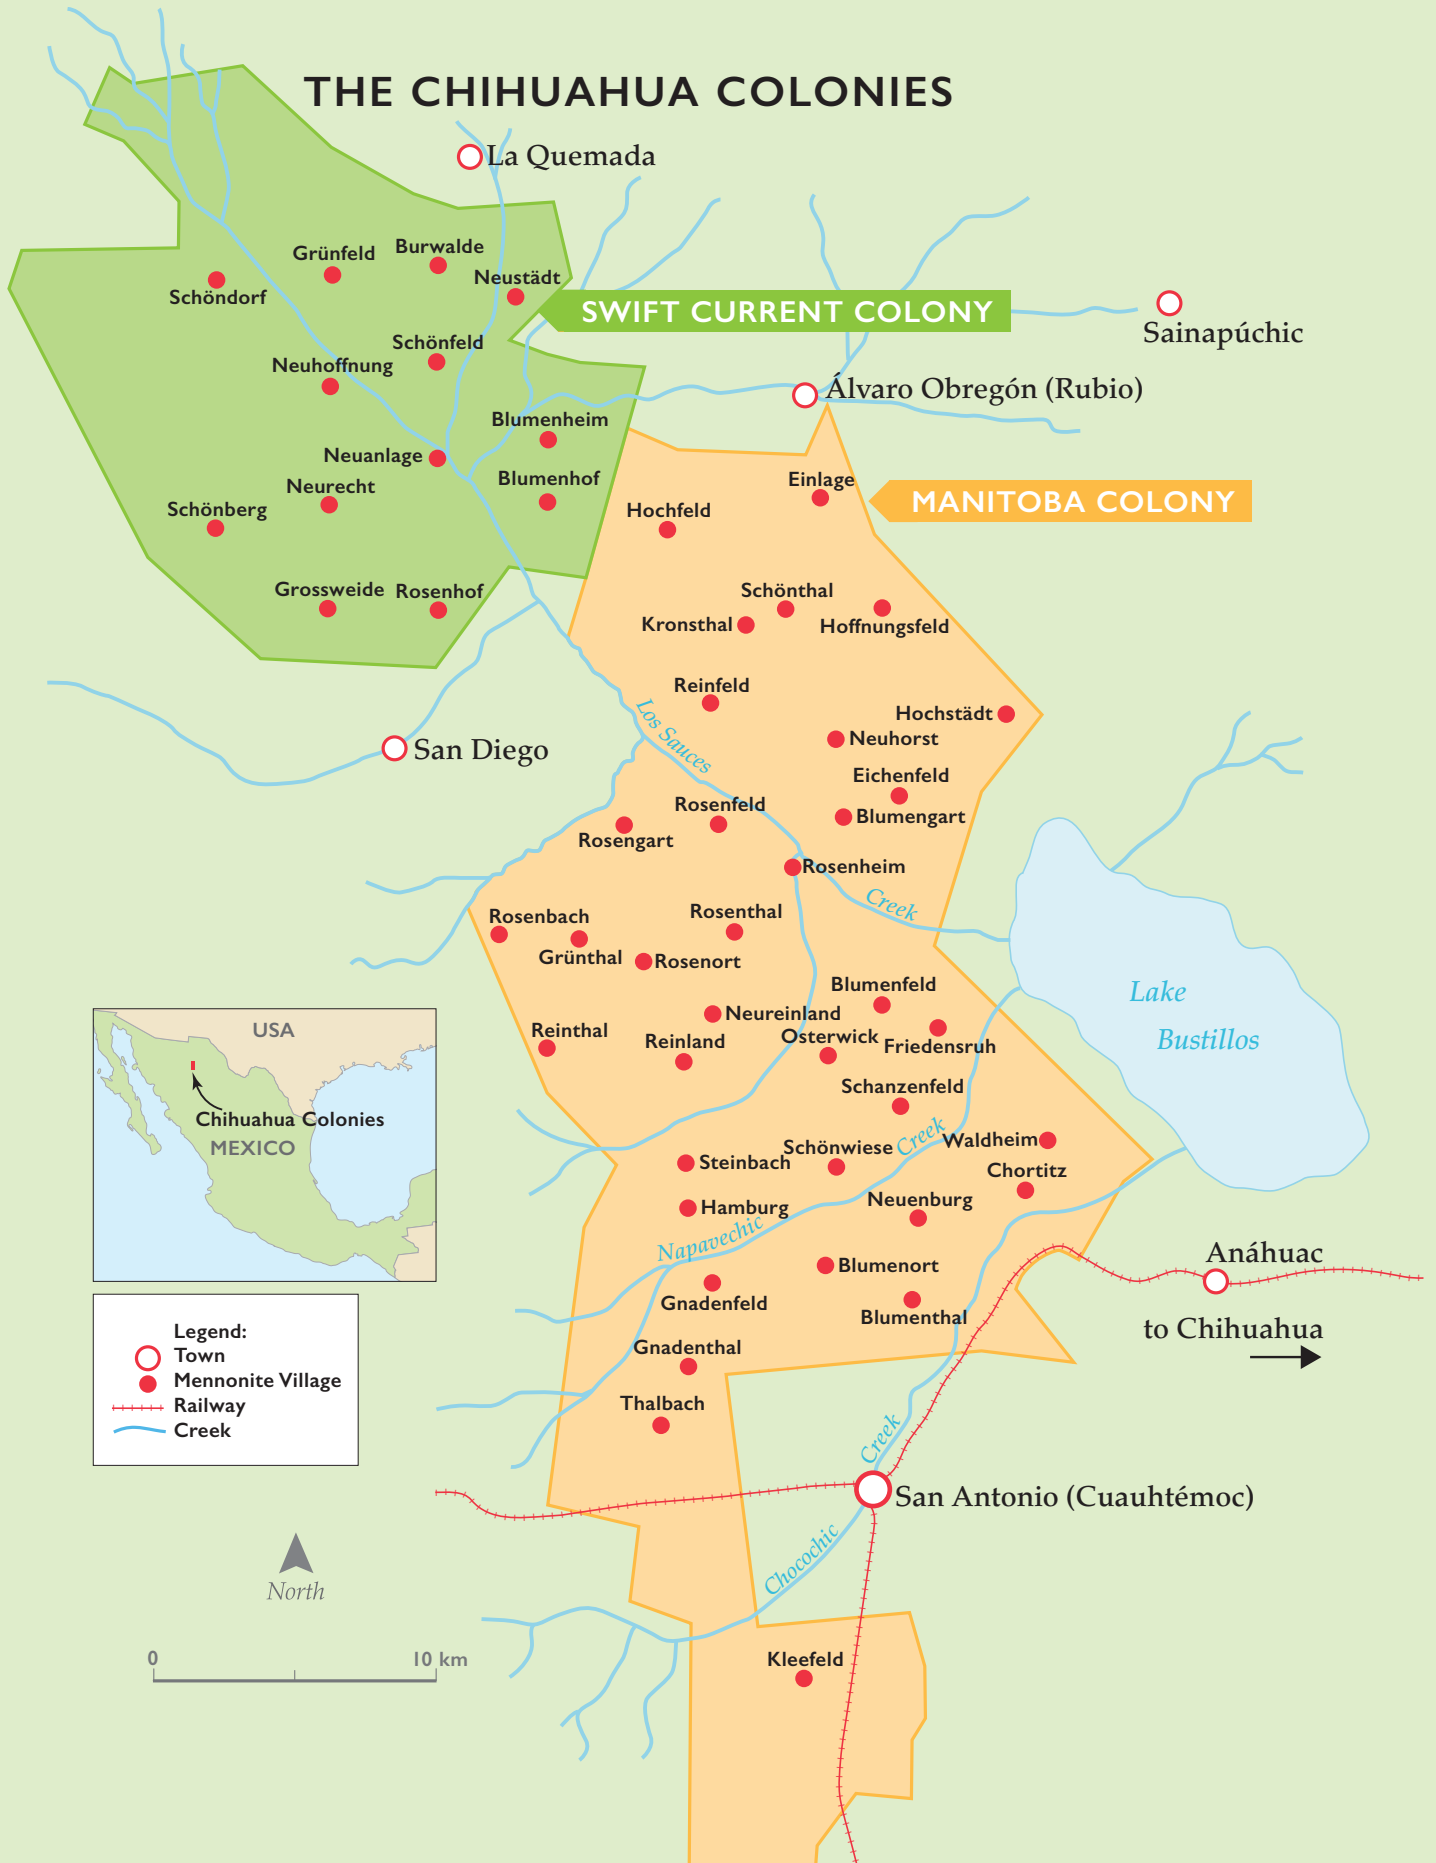 THE CHIHUAHUA COLONIES
La Quemada
Grünfeld
Burwalde
Neustädt
Schöndorf
SWIFT CURRENT COLONY
Sainapúchic
Schönfeld
Neuhoffnung
Álvaro Obregón (Rubio)
Blumenheim
Neuanlage
Neurecht
Blumenhof
Schönberg
Einlage
MANITOBA COLONY
Hochfeld
Grossweide
Rosenhof
Schönthal
Kronsthal
Hoffnungsfeld
Reinfeld
Hochstädt
Los Sauces
Neuhorst
San Diego
Eichenfeld
Rosenfeld
Blumengart
Rosengart
Rosenheim
Creek
Rosenbach
Rosenthal
Grünthal
Rosenort
Blumenfeld
Lake
Bustillos
Neureinland
Reinthal
Reinland
Osterwick
Friedensruh
USA
Chihuahua Colonies
MEXICO
Schanzenfeld
Creek
Schönwiese
Waldheim
Steinbach
Chortitz
Hamburg
Neuenburg
Napavechic
Blumenort
Anáhuac
Gnadenfeld
Blumenthal
to Chihuahua
Legend:
Town
Mennonite Village
Railway
Creek
Gnadenthal
Thalbach
Creek
San Antonio (Cuauhtémoc)
Chocochic
North
0
10 km
Kleefeld